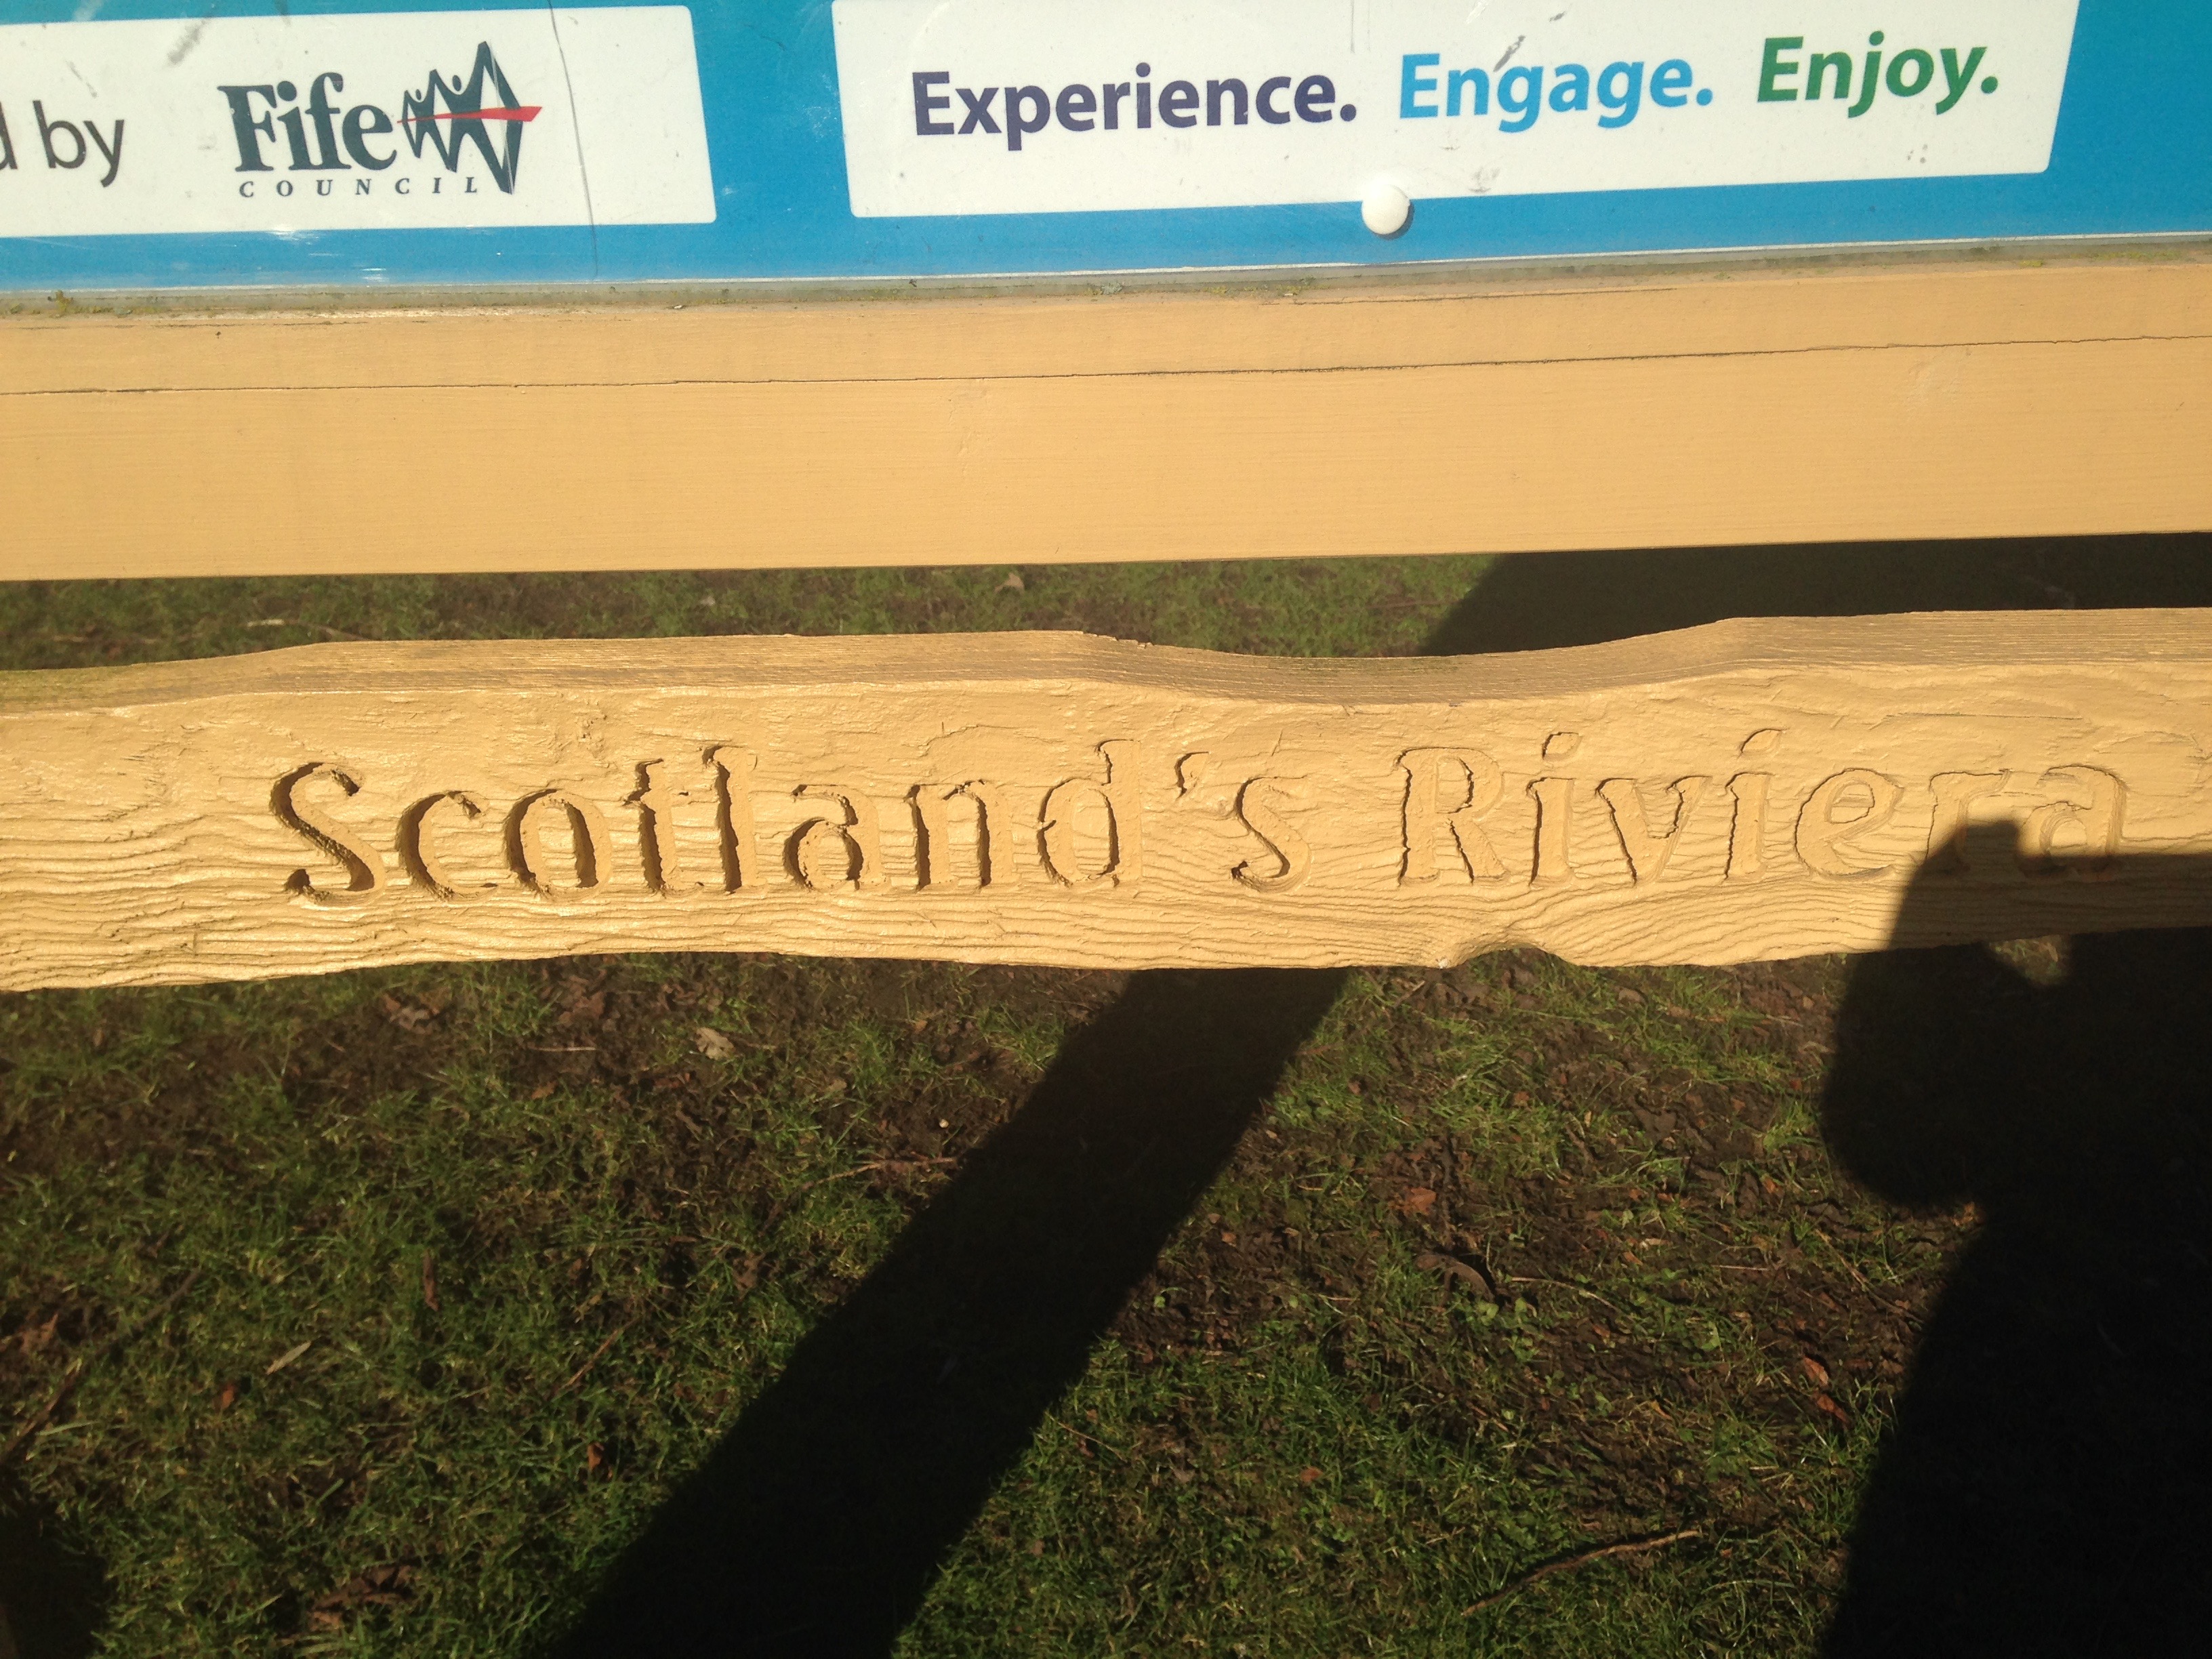 by
Fife
COUNCIL
Experience. Engage. Enjoy.
Scotland's Riviera